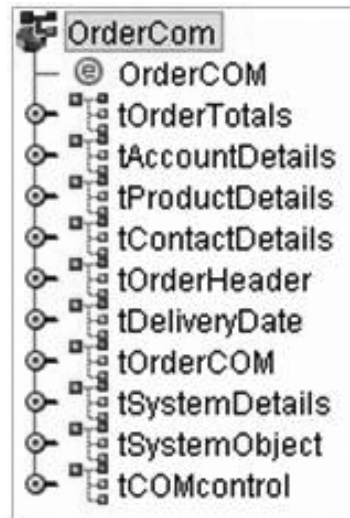 OrderCom
e OrderCOM
tOrderTotals
tAccountDetails
tProductDetails
tContactDetails
tOrderHeader
tDeliveryDate
tOrderCOM
tSystemDetails
tSystemObject
tCOMcontrol